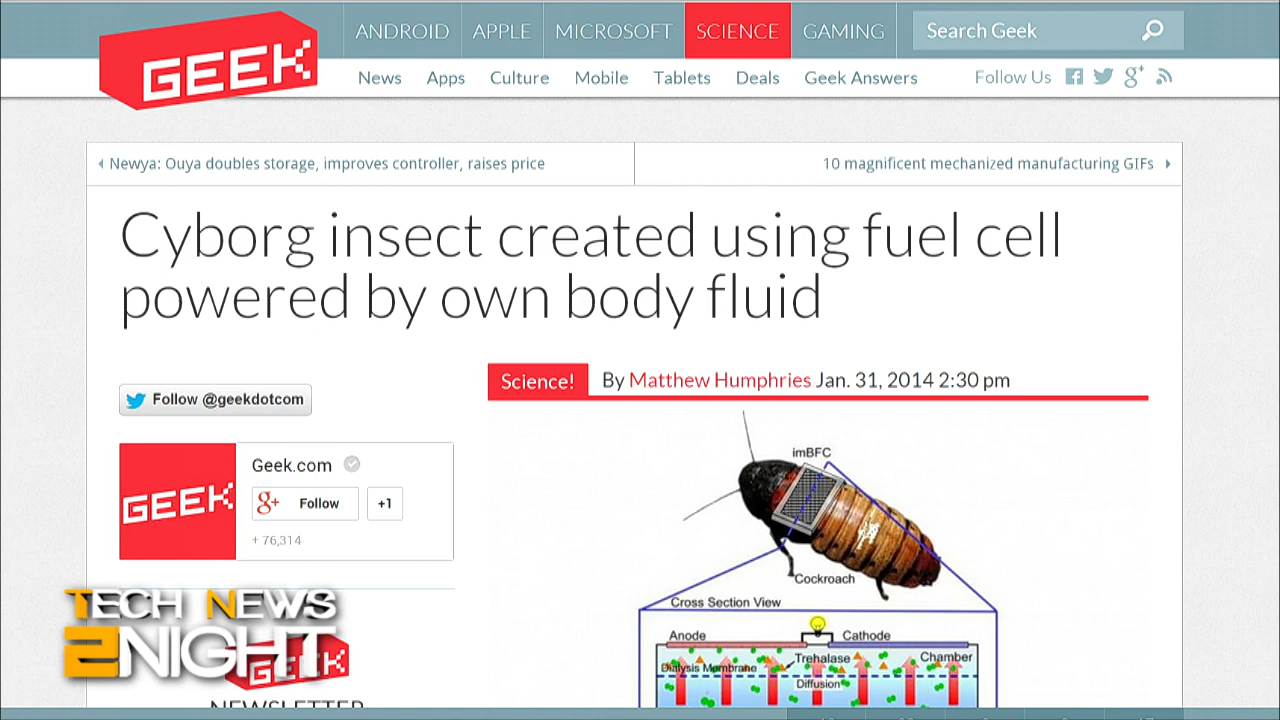 GEEK
ANDROID APPLE MICROSOFT SCIENCE GAMING
Search Geek
News Apps Culture Mobile Tablets Deals Geek Answers
Follow Us
Newya: Ouya doubles storage, improves controller, raises price
10 magnificent mechanized manufacturing GIFs
Cyborg insect created using fuel cell
powered by own body fluid
Science! By Matthew Humphries Jan. 31, 2014 2:30 pm
Follow @geekdotcom
GEEK
Geek.com
g+ Follow +1
+ 76,314
imBFC
Cockroach
Cross Section View
Anode Cathode
Dialysis Membrane Trehalase Chamber
Diffusion
TECH NEWS
2NIGHT
GEEK
NEWSLETTER